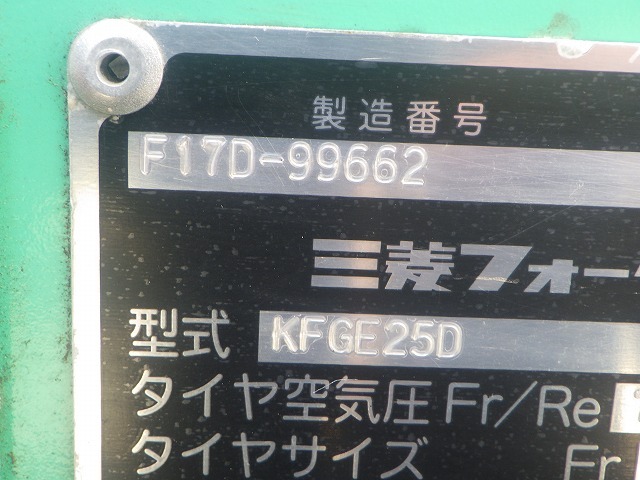 製造番号
F17D-99662
三菱フォー
型式 KFGE25D
タイヤ空気圧 Fr/Re
タイヤサイズ Fr